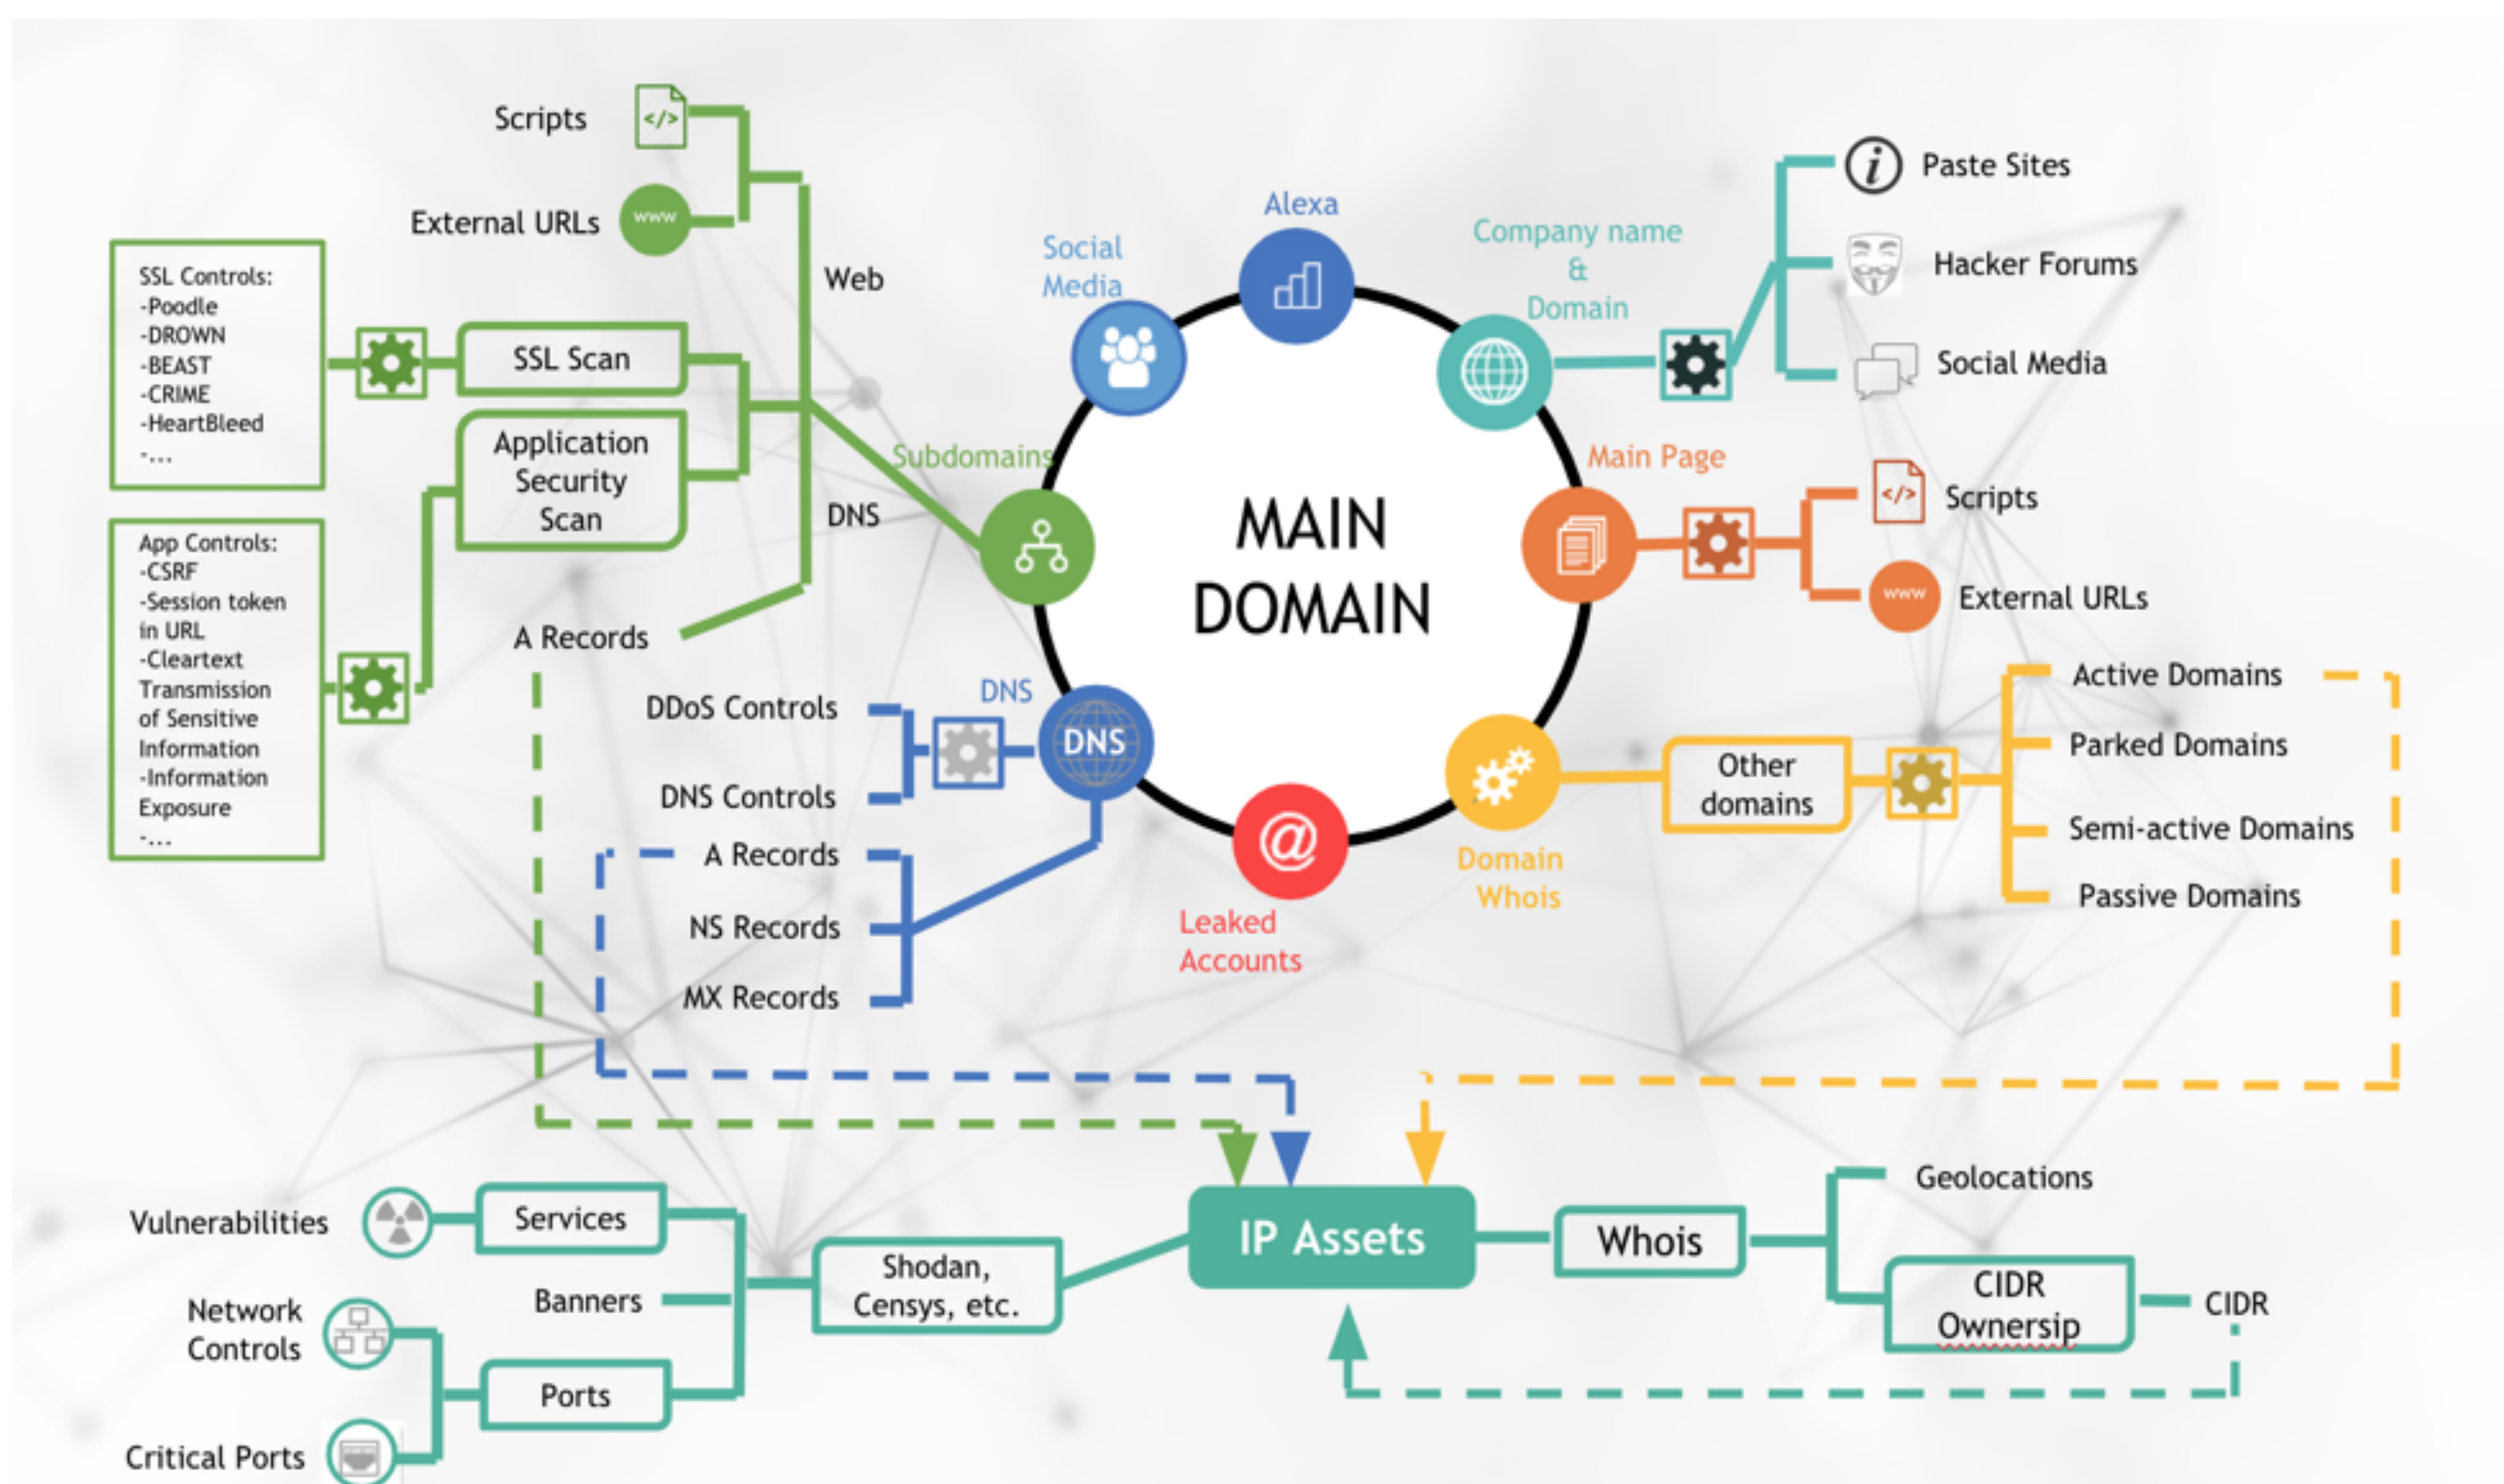 Scripts
</>
External URLs
www
Web
SSL Controls:
-Poodle
-DROWN
-BEAST
-CRIME
-HeartBleed
-...
SSL Scan
Application
Security
Scan
App Controls:
-CSRF
-Session token
in URL
-Cleartext
Transmission
of Sensitive
Information
-Information
Exposure
-...
DNS
A Records
Subdomains
Social
Media
Alexa
Company name
&
Domain
i
Paste Sites
Hacker Forums
Social Media
Main Page
</>
Scripts
www
External URLs
MAIN
DOMAIN
DNS
DNS
DDoS Controls
DNS Controls
A Records
NS Records
MX Records
@
Leaked
Accounts
Domain
Whois
Other
domains
Active Domains
Parked Domains
Semi-active Domains
Passive Domains
IP Assets
Whois
Geolocations
CIDR
Ownersip
CIDR
Shodan,
Censys, etc.
Services
Vulnerabilities
Banners
Ports
Network
Controls
Critical Ports